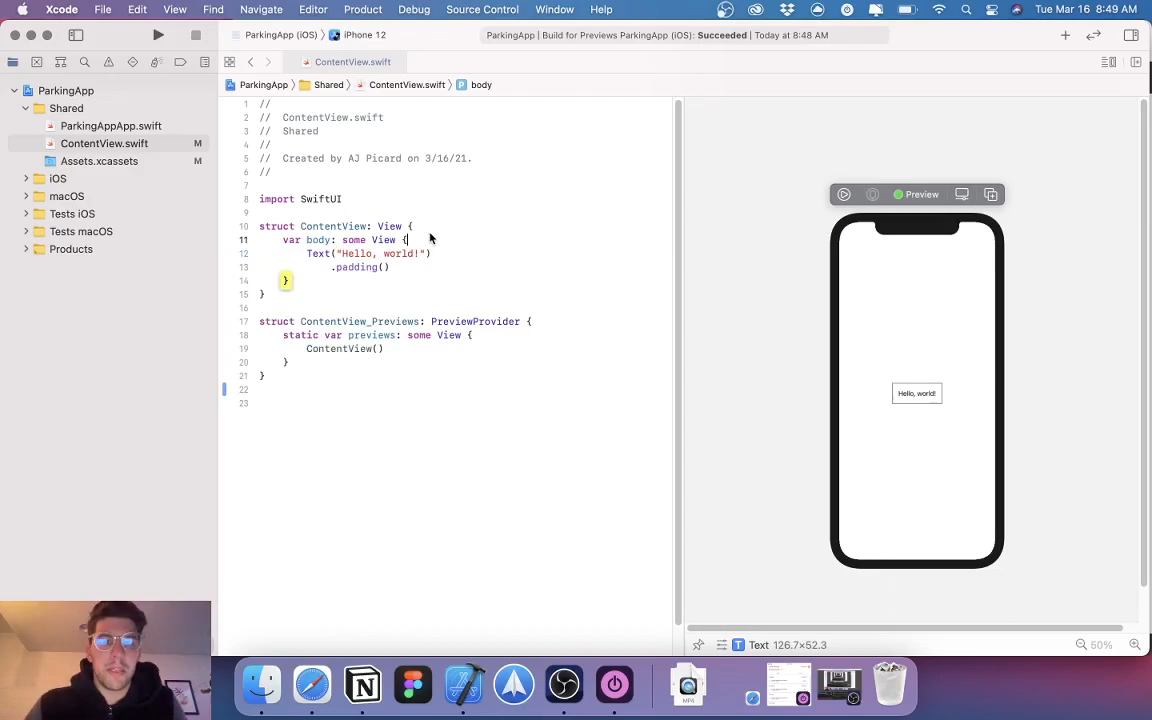 Xcode File Edit View Find Navigate Editor Product Debug Source Control Window Help Tue Mar 16 8:49 AM
ParkingApp (iOS) 〉 iPhone 12 ParkingApp | Build for Previews ParkingApp (iOS): Succeeded | Today at 8:48 AM
ContentView.swift
ParkingApp 〉 Shared 〉 ContentView.swift 〉 P body
ParkingApp
Shared
ParkingAppApp.swift
ContentView.swift M
Assets.xcassets M
iOS
macOS
Tests iOS
Tests macOS
Products
1 //
2 // ContentView.swift
3 // Shared
4 //
5 // Created by AJ Picard on 3/16/21.
6 //
7
8 import SwiftUI
9
10 struct ContentView: View {
11 var body: some View {
12 Text("Hello, world!")
13 .padding()
14 }
15 }
16
17 struct ContentView_Previews: PreviewProvider {
18 static var previews: some View {
19 ContentView()
20 }
21 }
22
23
Preview
Hello, world!
T Text 126.7×52.3 50%
MP4